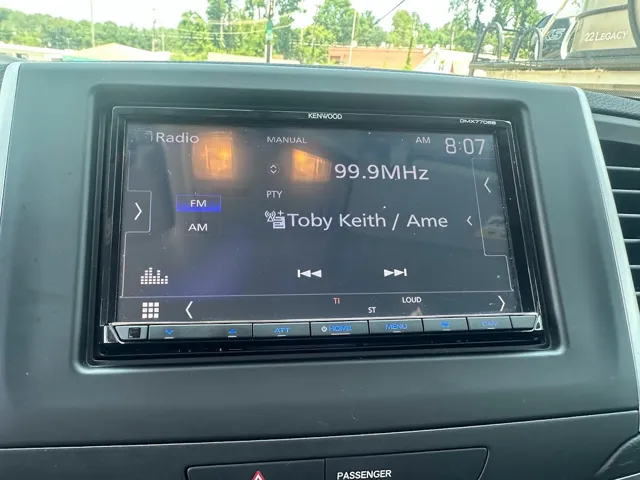 22 LEGACY
KENWOOD
DMX7706S
Radio
MANUAL
AM 8:07
99.9MHz
PTY
FM
AM
Toby Keith / Ame
TI
ST
LOUD
ATT
HOME
MENU
PASSENGER